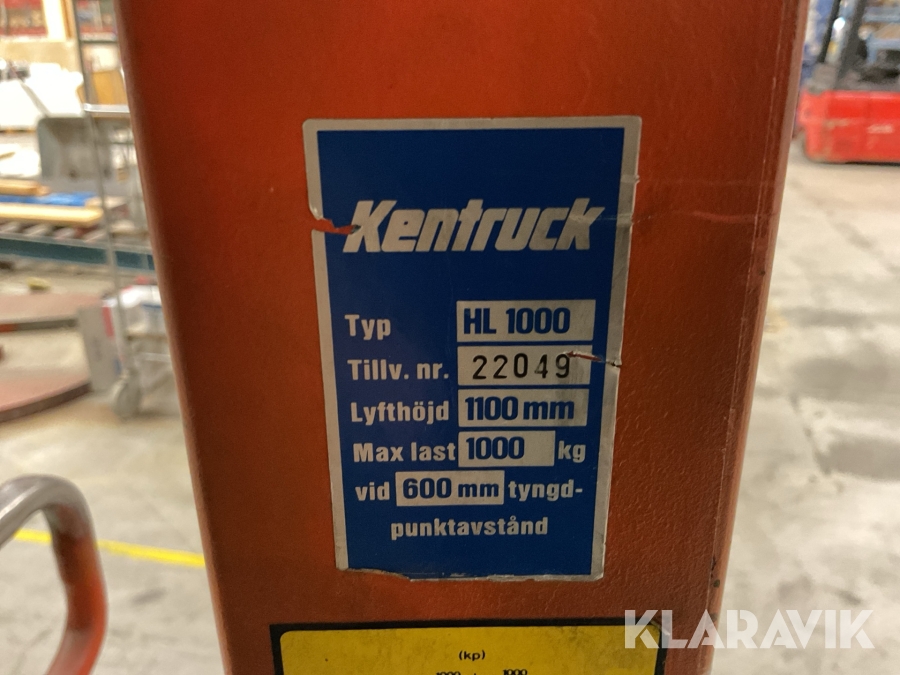 Kentruck
Typ HL 1000
Tillv. nr. 22049
Lyfthöjd 1100 mm
Max last 1000 kg
vid 600 mm tyngd-
punktavstånd
(kp)
KLARAVIK